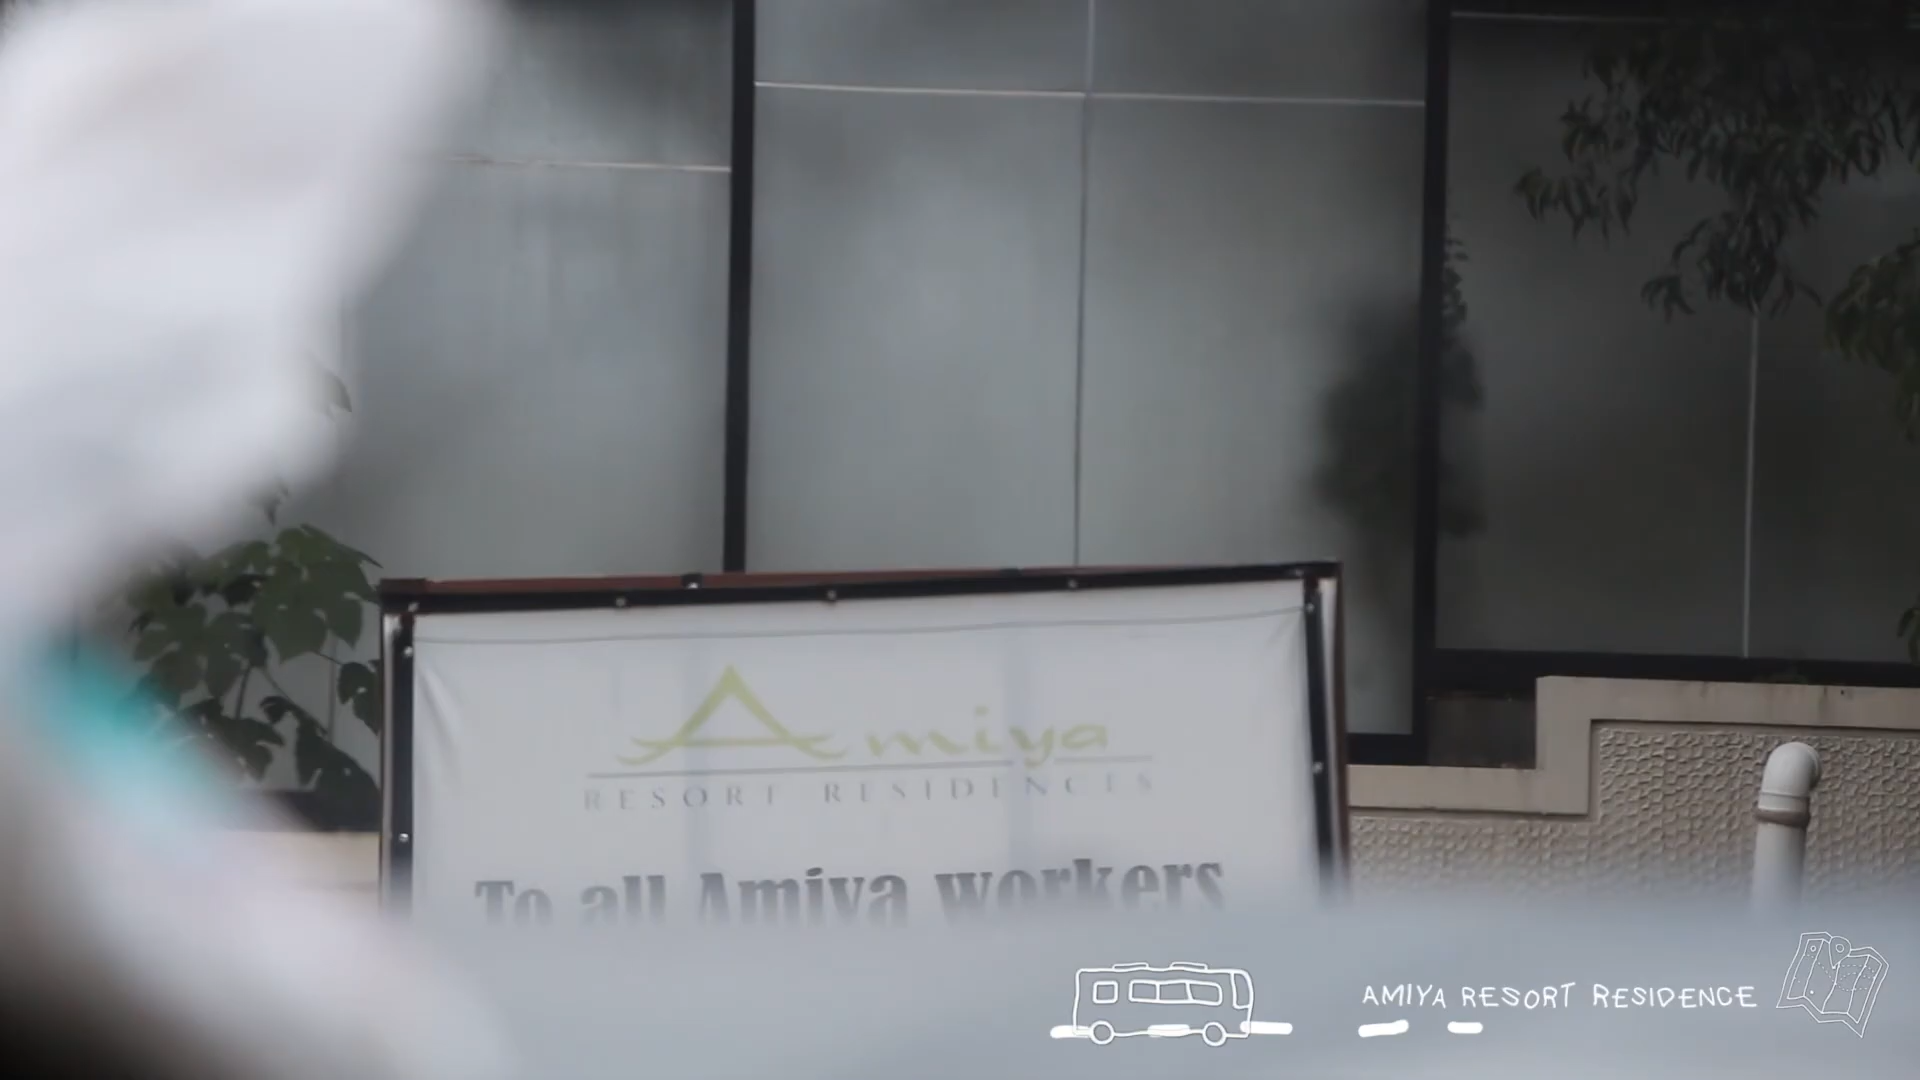 Amiya
RESORT RESIDENCES
To all Amiya workers
AMIYA RESORT RESIDENCE